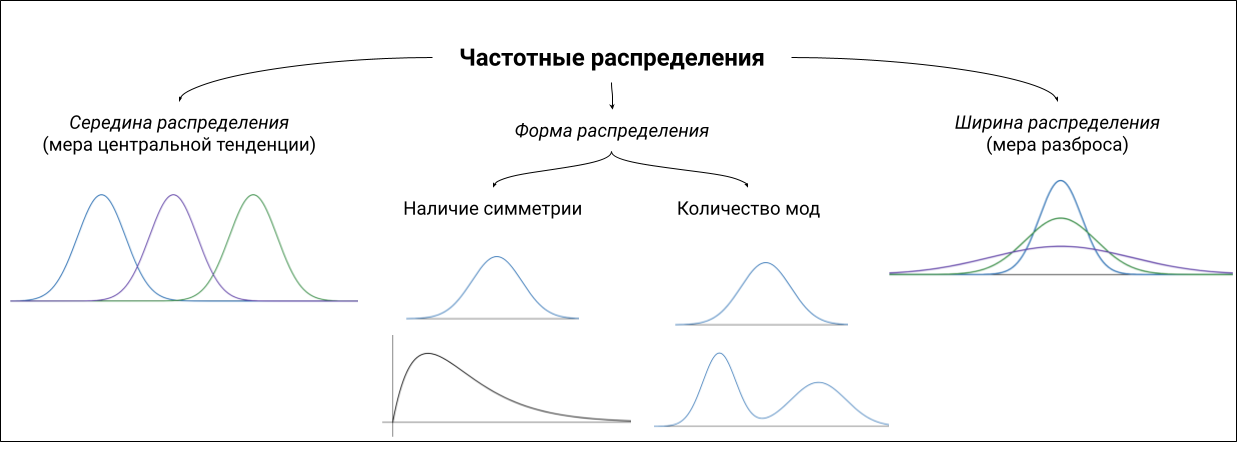 Частотные распределения
Середина распределения
(мера центральной тенденции)
Форма распределения
Наличие симметрии
Количество мод
Ширина распределения
(мера разброса)